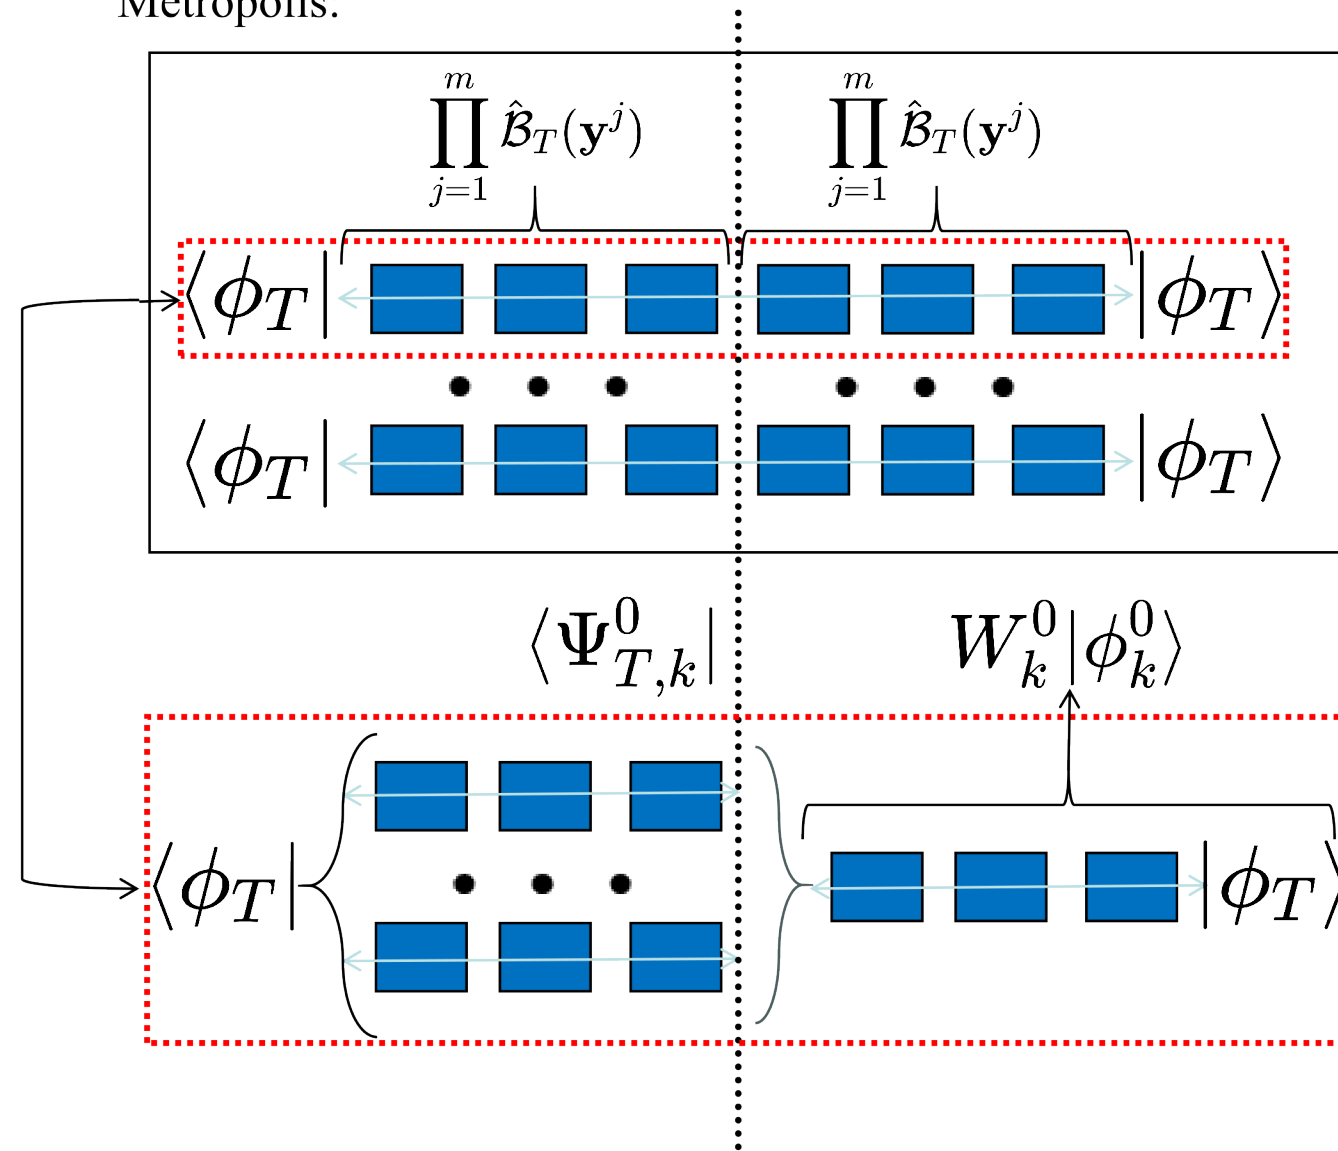 Metropolis:
m m
∏ 𝓑̂_T(𝐲^j) ∏ 𝓑̂_T(𝐲^j)
j=1 j=1
⟨ϕ_T| |ϕ_T⟩
• • • • • •
⟨ϕ_T| |ϕ_T⟩
⟨Ψ^0_{T,k}| W^0_k|ϕ^0_k⟩
⟨ϕ_T| • • • |ϕ_T⟩